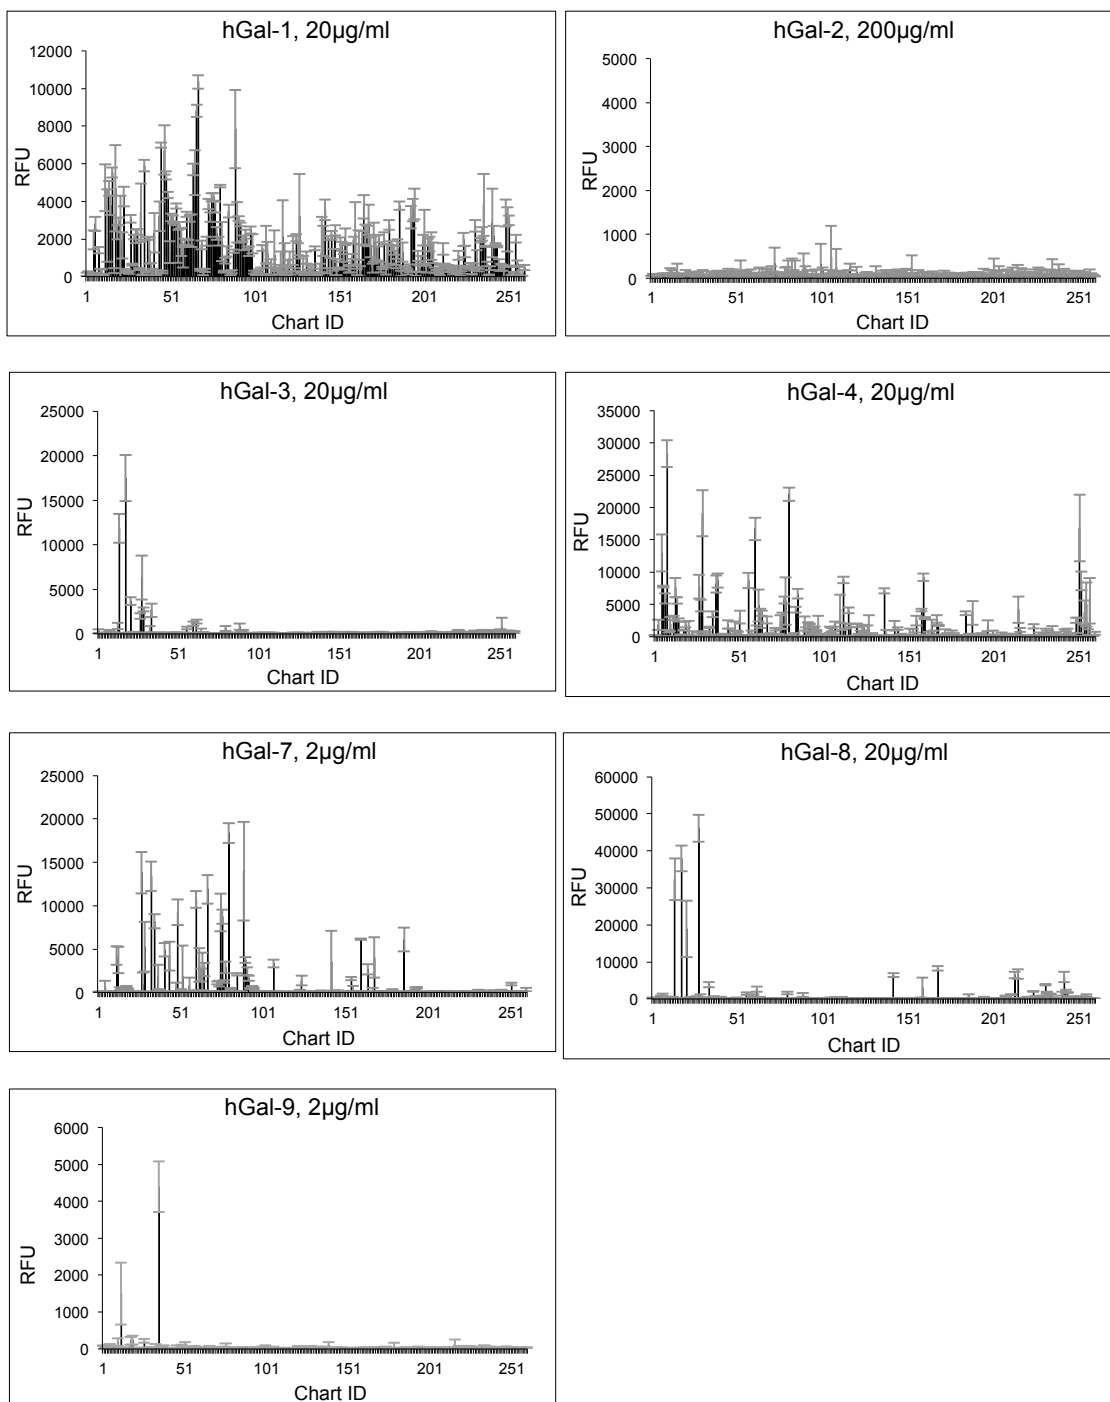 hGal-1, 20µg/ml
12000
10000
8000
6000
4000
2000
0
RFU
1 51 101 151 201 251
Chart ID
hGal-2, 200µg/ml
5000
4000
3000
2000
1000
0
RFU
1 51 101 151 201 251
Chart ID
hGal-3, 20µg/ml
25000
20000
15000
10000
5000
0
RFU
1 51 101 151 201 251
Chart ID
hGal-4, 20µg/ml
35000
30000
25000
20000
15000
10000
5000
0
RFU
1 51 101 151 201 251
Chart ID
hGal-7, 2µg/ml
25000
20000
15000
10000
5000
0
RFU
1 51 101 151 201 251
Chart ID
hGal-8, 20µg/ml
60000
50000
40000
30000
20000
10000
0
RFU
1 51 101 151 201 251
Chart ID
hGal-9, 2µg/ml
6000
5000
4000
3000
2000
1000
0
RFU
1 51 101 151 201 251
Chart ID